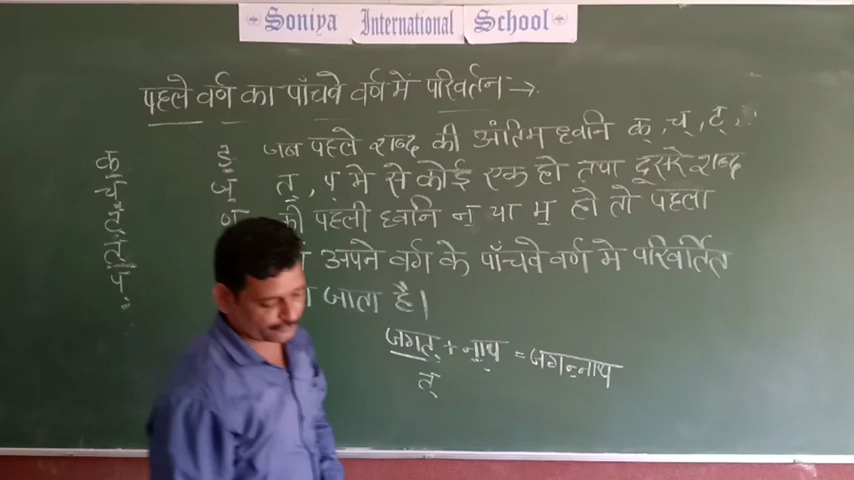 Soniya International School
पहले वर्ण का पाँचवे वर्ण में परिवर्तन :→
जब पहले शब्द की अंतिम ध्वनि क्, च्, ट्,
त्, प् मे से कोई एक हो तथा दूसरे शब्द
की पहली ध्वनि न् या म् हो तो पहला
अपने वर्ग के पाँचवे वर्ण मे परिवर्तित
जाता है।
जगत् + नाथ = जगन्नाथ
त्
क्
च्
ट्
त्
प्
ङ्
ञ्